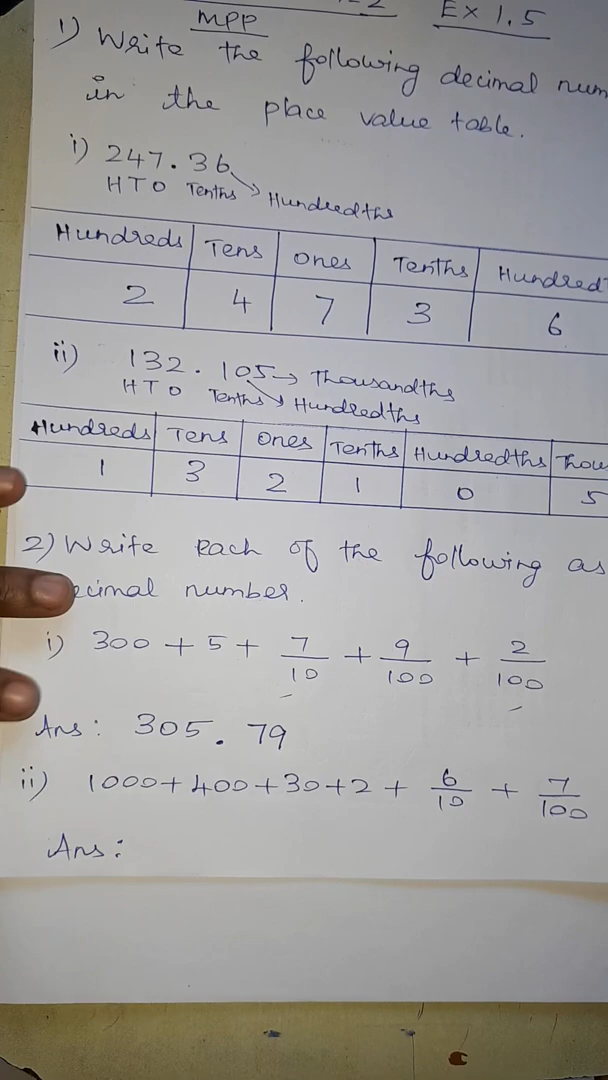 MPP Ex 1.5
1) Write the following decimal num
in the place value table.
i) 247.36
H T O Tenths Hundredths
Hundreds Tens Ones Tenths Hundredt
2 4 7 3 6
ii) 132.105 → Thousandths
H T O Tenths Hundredths
Hundreds Tens Ones Tenths Hundredths Thou
1 3 2 1 0 5
2) Write each of the following as
ecimal number.
i) 300 + 5 + 7/10 + 9/100 + 2/100
Ans: 305.79
ii) 1000 + 400 + 30 + 2 + 6/10 + 7/100
Ans: